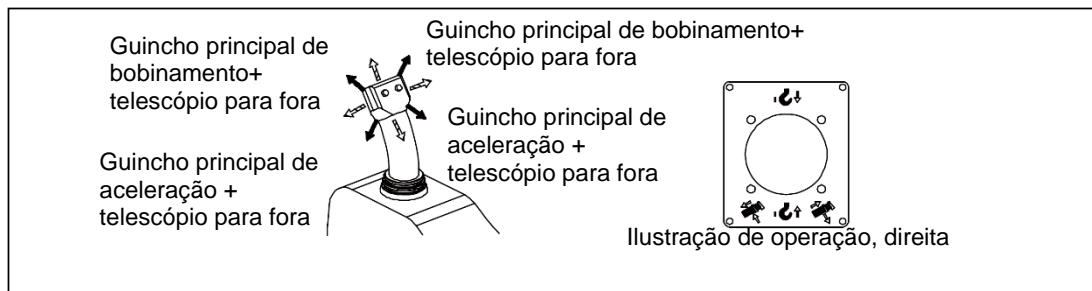 Guincho principal de
bobinamento+
telescópio para fora
Guincho principal de bobinamento+
telescópio para fora
Guincho principal de
aceleração +
telescópio para fora
Guincho principal de
aceleração +
telescópio para fora
Ilustração de operação, direita